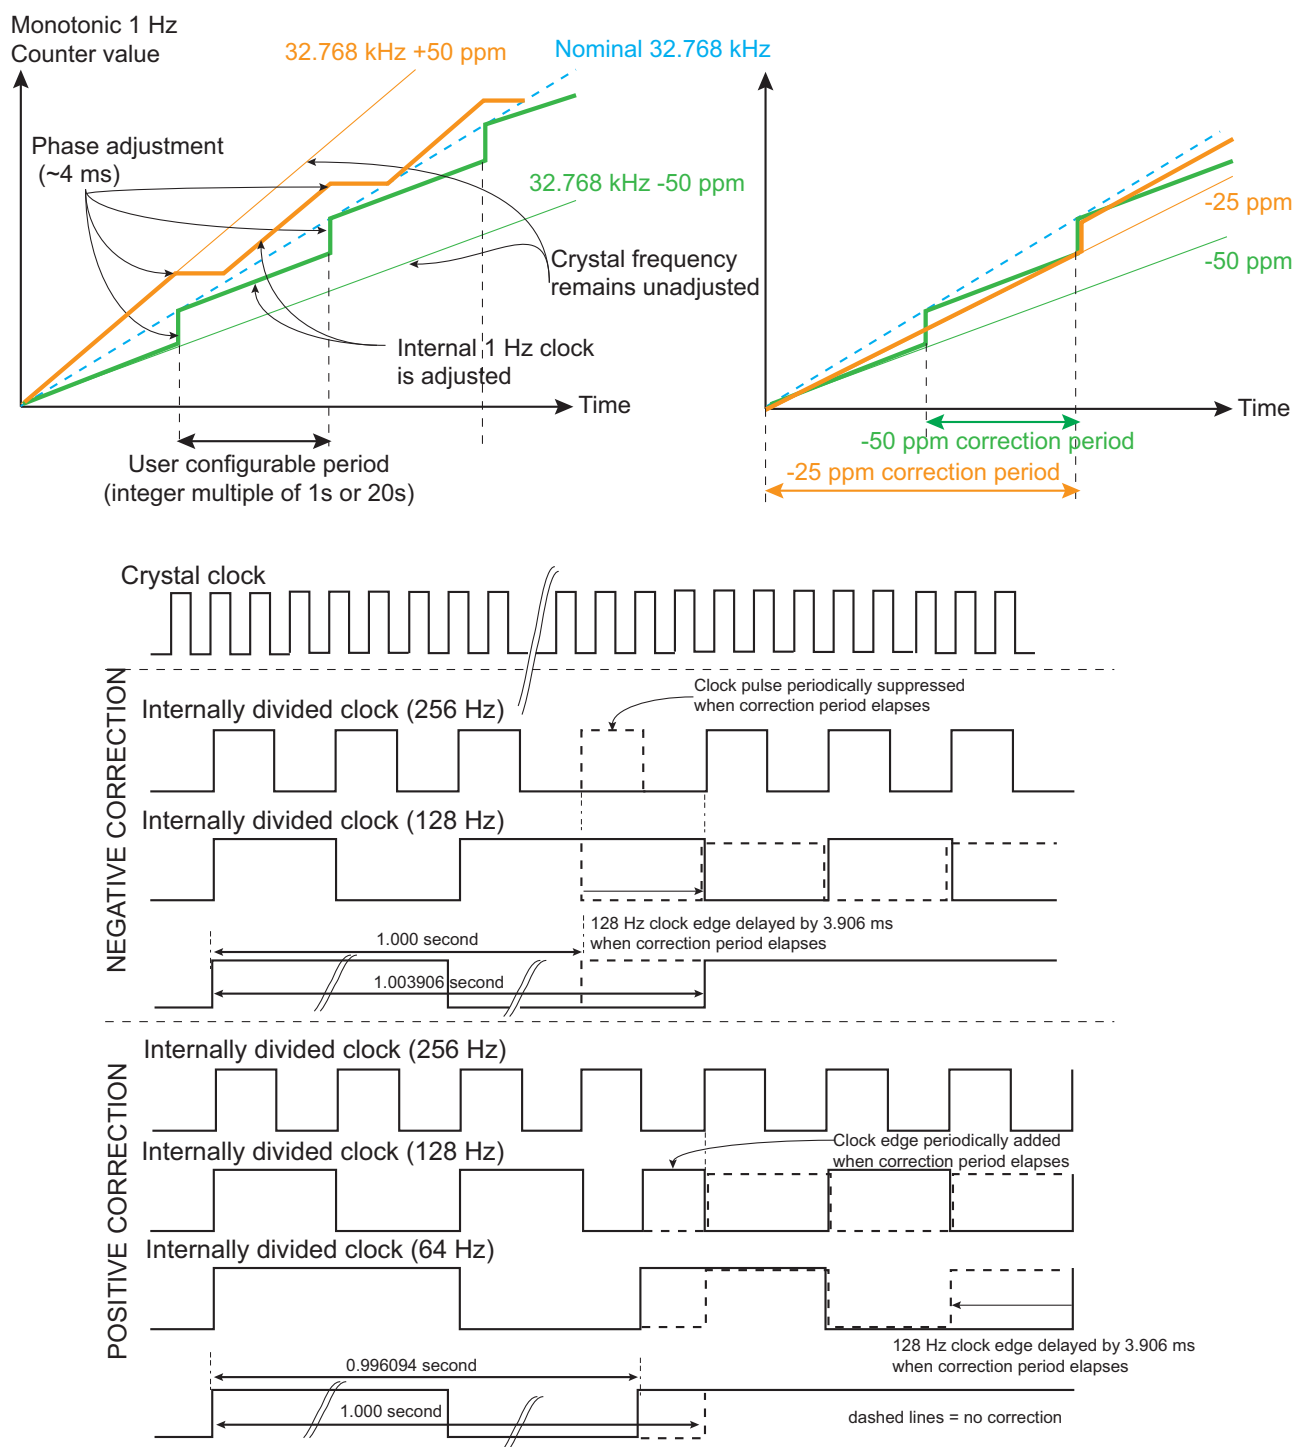 Monotonic 1 Hz
Counter value
32.768 kHz +50 ppm
Nominal 32.768 kHz
Phase adjustment
(~4 ms)
32.768 kHz -50 ppm
-25 ppm
Crystal frequency
remains unadjusted
-50 ppm
Internal 1 Hz clock
is adjusted
Time
Time
User configurable period
(integer multiple of 1s or 20s)
-50 ppm correction period
-25 ppm correction period
Crystal clock
NEGATIVE CORRECTION
Internally divided clock (256 Hz)
Clock pulse periodically suppressed
when correction period elapses
Internally divided clock (128 Hz)
128 Hz clock edge delayed by 3.906 ms
when correction period elapses
1.000 second
1.003906 second
POSITIVE CORRECTION
Internally divided clock (256 Hz)
Internally divided clock (128 Hz)
Clock edge periodically added
when correction period elapses
Internally divided clock (64 Hz)
128 Hz clock edge delayed by 3.906 ms
when correction period elapses
0.996094 second
1.000 second
dashed lines = no correction